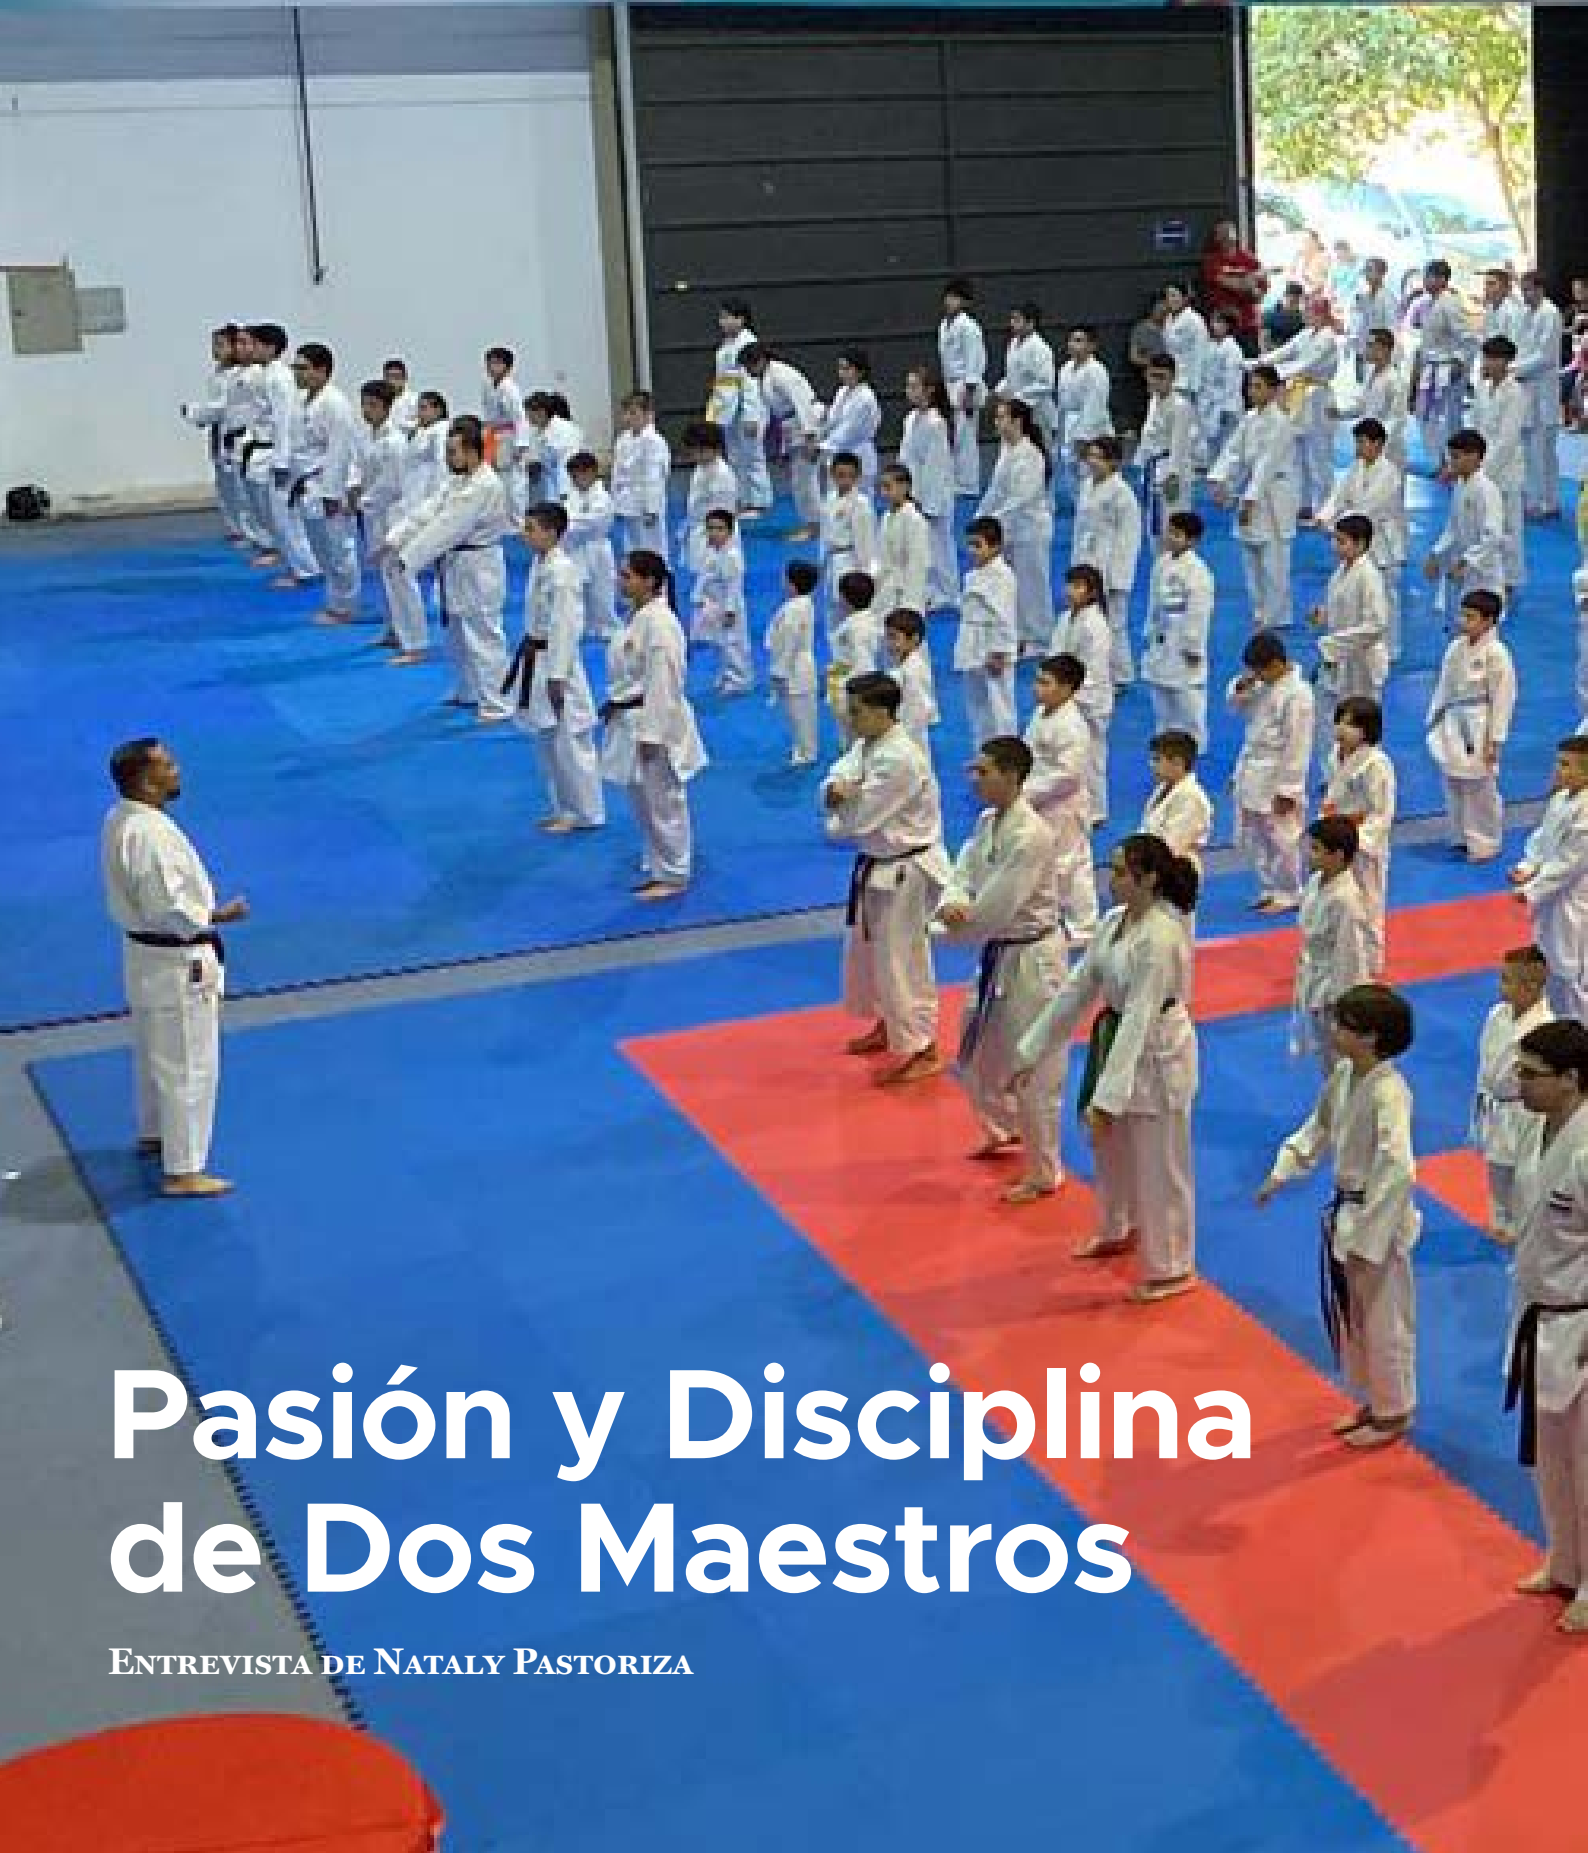 Pasión y Disciplina
de Dos Maestros
Entrevista de Nataly Pastoriza